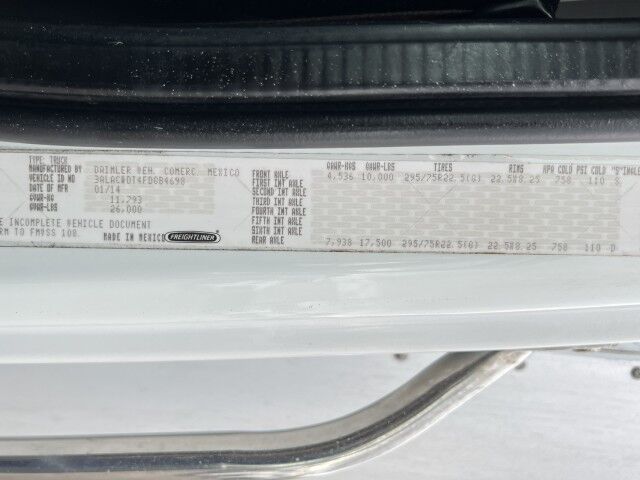 TYPE: TRUCK
MANUFACTURED BY DAIMLER VEH. COMERC. MEXICO
VEHICLE ID NO
DATE OF MFR 01/14
GVWR-KG 11,793
GVWR-LBS 26,000
E INCOMPLETE VEHICLE DOCUMENT
RM TO FMVSS 108.
MADE IN MEXICO FREIGHTLINER
GAWR-KGS GAWR-LBS TIRES RIMS KPA COLD PSI COLD
FRONT AXLE 4,536 10,000 295/75R22.5(G) 22.5X8.25 758 110 S
FIRST INT AXLE
SECOND INT AXLE
THIRD INT AXLE
FOURTH INT AXLE
FIFTH INT AXLE
SIXTH INT AXLE
REAR AXLE 7,938 17,500 295/75R22.5(G) 22.5X8.25 758 110 D